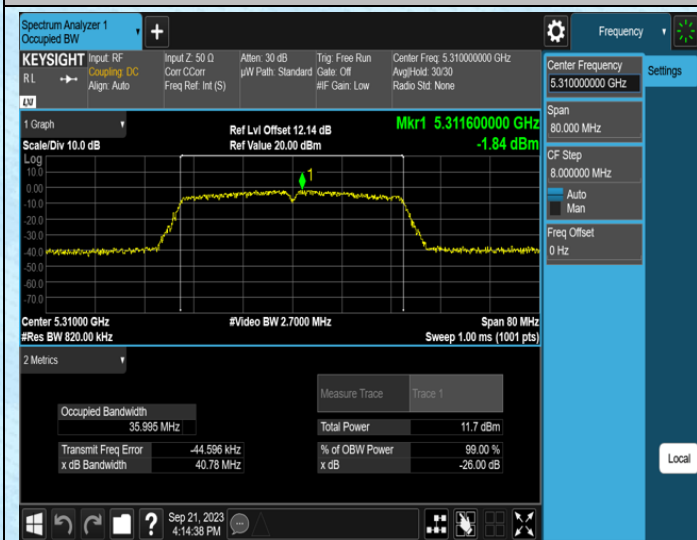 Spectrum Analyzer 1
Occupied BW
+
Frequency
KEYSIGHT
RL
LXI
Input: RF
Coupling: DC
Align: Auto
Input Z: 50 Ω
Corr CCorr
Freq Ref: Int (S)
Atten: 30 dB
µW Path: Standard
Trig: Free Run
Gate: Off
#IF Gain: Low
Center Freq: 5.310000000 GHz
Avg|Hold: 30/30
Radio Std: None
Center Frequency
5.310000000 GHz
Settings
Span
80.000 MHz
CF Step
8.000000 MHz
Auto
Man
Freq Offset
0 Hz
1 Graph
Scale/Div 10.0 dB
Ref Lvl Offset 12.14 dB
Ref Value 20.00 dBm
Mkr1 5.311600000 GHz
-1.84 dBm
Log
10.0
0.00
-10.0
-20.0
-30.0
-40.0
-50.0
-60.0
-70.0
1
Center 5.31000 GHz
#Res BW 820.00 kHz
#Video BW 2.7000 MHz
Span 80 MHz
Sweep 1.00 ms (1001 pts)
2 Metrics
Measure Trace
Trace 1
Occupied Bandwidth
35.995 MHz
Total Power
11.7 dBm
Transmit Freq Error
-44.596 kHz
% of OBW Power
99.00 %
x dB Bandwidth
40.78 MHz
x dB
-26.00 dB
Local
?
Sep 21, 2023
4:14:38 PM